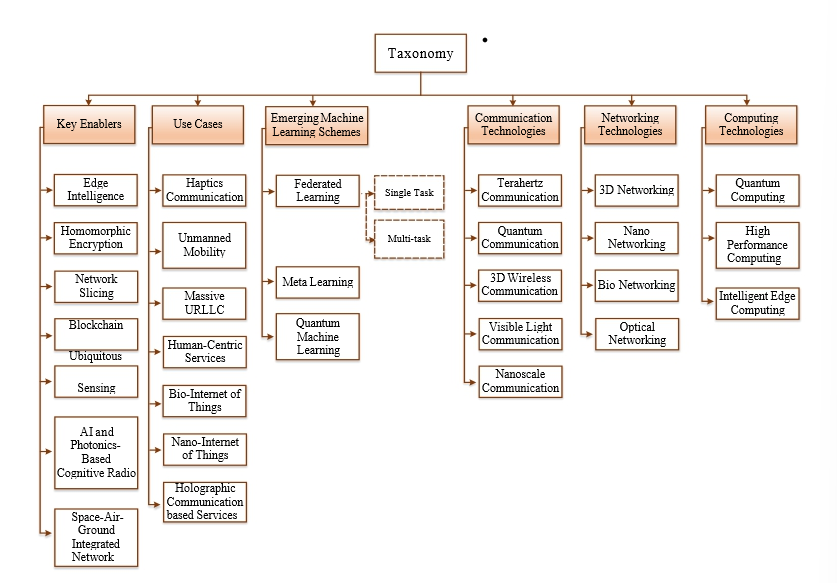 Taxonomy
Key Enablers
Edge
Intelligence
Homomorphic
Encryption
Network
Slicing
Blockchain
Ubiquitous
Sensing
AI and
Photonics-
Based
Cognitive Radio
Space-Air-
Ground
Integrated
Network
Use Cases
Haptics
Communication
Unmanned
Mobility
Massive
URLLC
Human-Centric
Services
Bio-Internet of
Things
Nano-Internet
of Things
Holographic
Communication
based Services
Emerging Machine
Learning Schemes
Federated
Learning
Single Task
Multi-task
Meta Learning
Quantum
Machine
Learning
Communication
Technologies
Terahertz
Communication
Quantum
Communication
3D Wireless
Communication
Visible Light
Communication
Nanoscale
Communication
Networking
Technologies
3D Networking
Nano
Networking
Bio Networking
Optical
Networking
Computing
Technologies
Quantum
Computing
High
Performance
Computing
Intelligent Edge
Computing